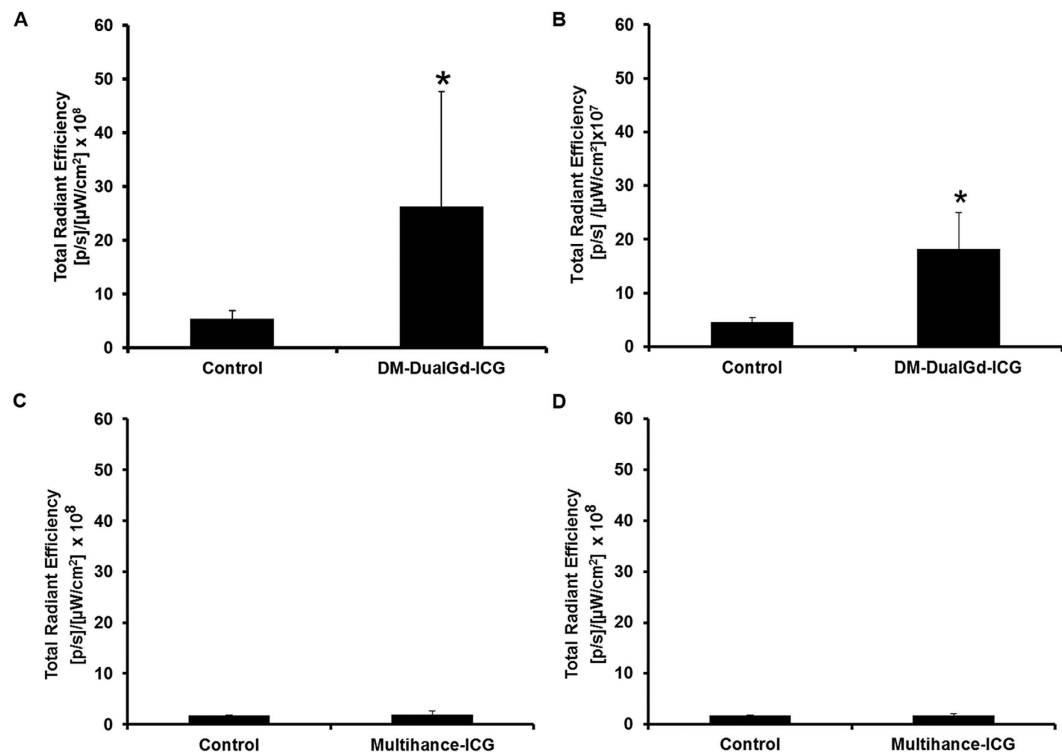 A
Total Radiant Efficiency
[p/s]/[µW/cm²] x 10⁸
60
50
40
30
20
10
0
*
Control
DM-DualGd-ICG
B
Total Radiant Efficiency
[p/s] /[µW/cm²]x10⁷
60
50
40
30
20
10
0
*
Control
DM-DualGd-ICG
C
Total Radiant Efficiency
[p/s]/[µW/cm²] x 10⁸
60
50
40
30
20
10
0
Control
Multihance-ICG
D
Total Radiant Efficiency
[p/s]/[µW/cm²] x 10⁸
60
50
40
30
20
10
0
Control
Multihance-ICG